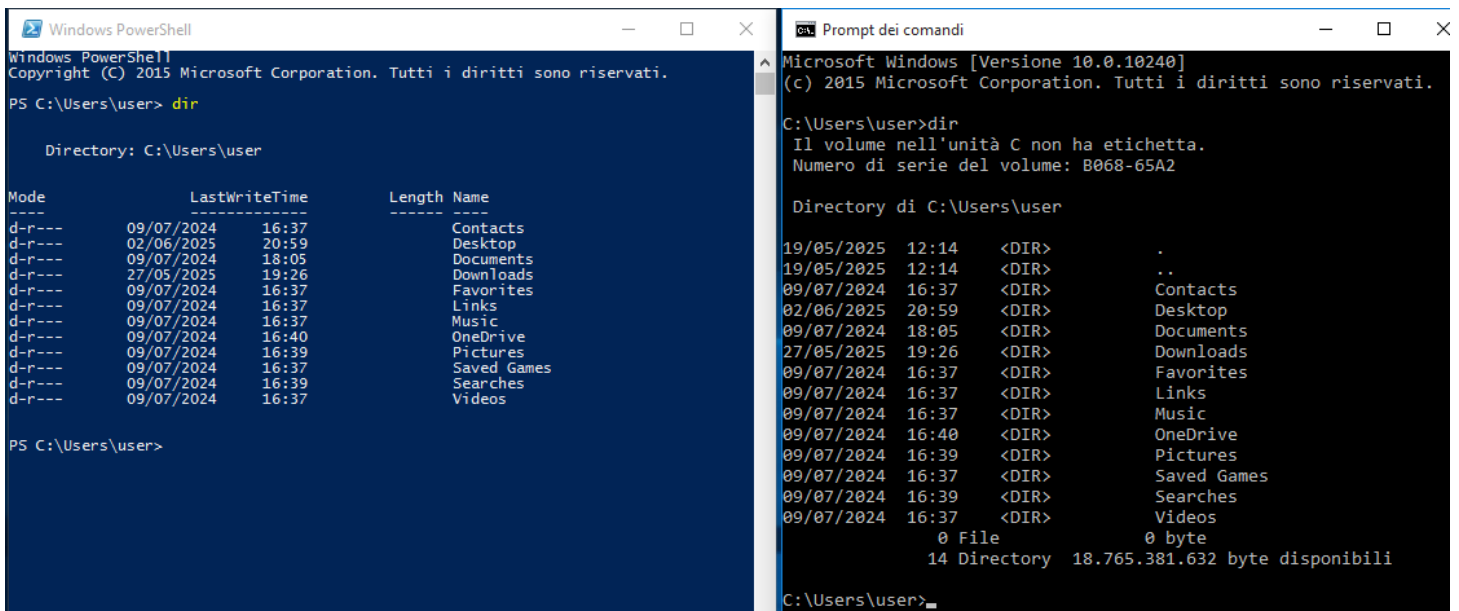 Windows PowerShell
Windows PowerShell
Copyright (C) 2015 Microsoft Corporation. Tutti i diritti sono riservati.
PS C:\Users\user> dir
Directory: C:\Users\user
Mode LastWriteTime Length Name
---- ------------- ------ ----
d-r--- 09/07/2024 16:37 Contacts
d-r--- 02/06/2025 20:59 Desktop
d-r--- 09/07/2024 18:05 Documents
d-r--- 27/05/2025 19:26 Downloads
d-r--- 09/07/2024 16:37 Favorites
d-r--- 09/07/2024 16:37 Links
d-r--- 09/07/2024 16:37 Music
d-r--- 09/07/2024 16:40 OneDrive
d-r--- 09/07/2024 16:39 Pictures
d-r--- 09/07/2024 16:37 Saved Games
d-r--- 09/07/2024 16:39 Searches
d-r--- 09/07/2024 16:37 Videos
PS C:\Users\user>
Prompt dei comandi
Microsoft Windows [Versione 10.0.10240]
(c) 2015 Microsoft Corporation. Tutti i diritti sono riservati.
C:\Users\user>dir
Il volume nell'unità C non ha etichetta.
Numero di serie del volume: B068-65A2
Directory di C:\Users\user
19/05/2025 12:14 <DIR> .
19/05/2025 12:14 <DIR> ..
09/07/2024 16:37 <DIR> Contacts
02/06/2025 20:59 <DIR> Desktop
09/07/2024 18:05 <DIR> Documents
27/05/2025 19:26 <DIR> Downloads
09/07/2024 16:37 <DIR> Favorites
09/07/2024 16:37 <DIR> Links
09/07/2024 16:37 <DIR> Music
09/07/2024 16:40 <DIR> OneDrive
09/07/2024 16:39 <DIR> Pictures
09/07/2024 16:37 <DIR> Saved Games
09/07/2024 16:39 <DIR> Searches
09/07/2024 16:37 <DIR> Videos
0 File 0 byte
14 Directory 18.765.381.632 byte disponibili
C:\Users\user>